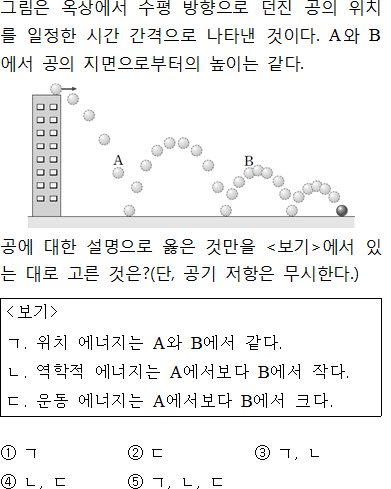 그림은 옥상에서 수평 방향으로 던진 공의 위치
를 일정한 시간 간격으로 나타낸 것이다. A와 B
에서 공의 지면으로부터의 높이는 같다.
A
B
공에 대한 설명으로 옳은 것만을 <보기>에서 있
는 대로 고른 것은?(단, 공기 저항은 무시한다.)
<보기>
ㄱ. 위치 에너지는 A와 B에서 같다.
ㄴ. 역학적 에너지는 A에서보다 B에서 작다.
ㄷ. 운동 에너지는 A에서보다 B에서 크다.
① ㄱ ② ㄷ ③ ㄱ, ㄴ
④ ㄴ, ㄷ ⑤ ㄱ, ㄴ, ㄷ